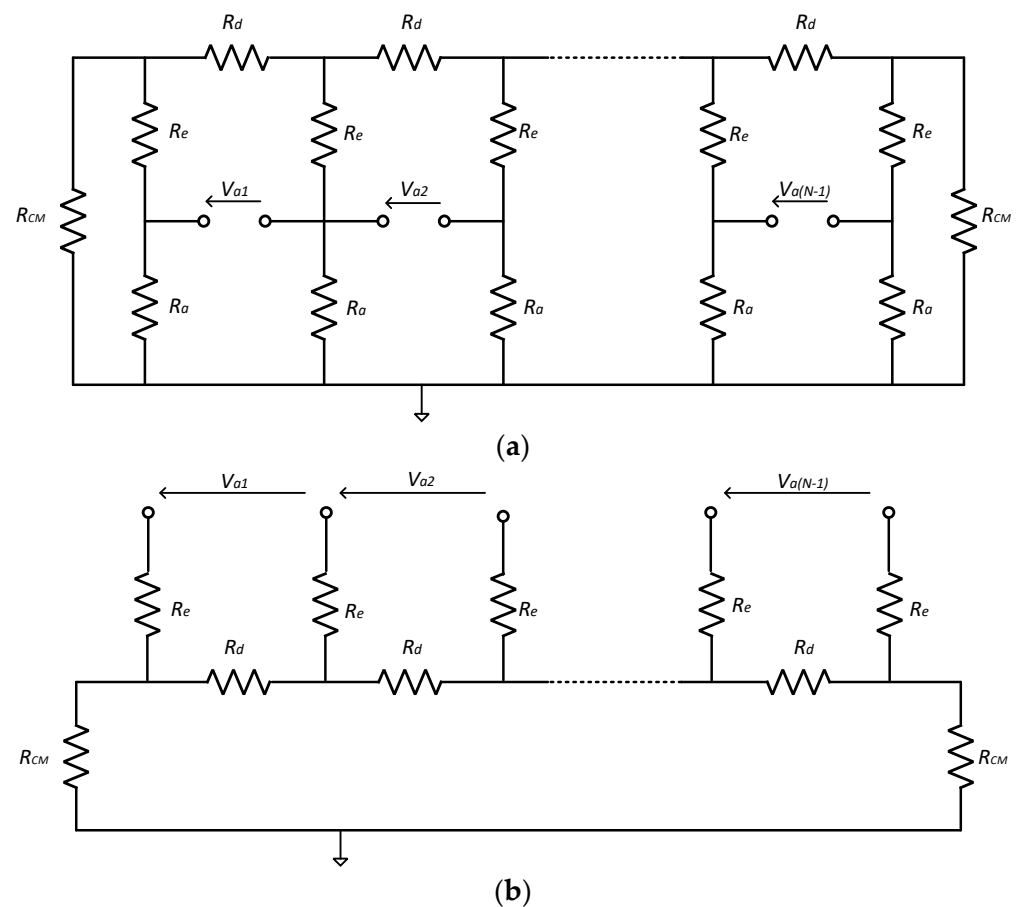 Rd Rd Rd
Re Re Re Re Re
Va1 Va2 Va(N-1)
RCM RCM
Ra Ra Ra Ra Ra
(a)
Va1 Va2 Va(N-1)
Re Re Re Re Re
Rd Rd Rd
RCM RCM
(b)